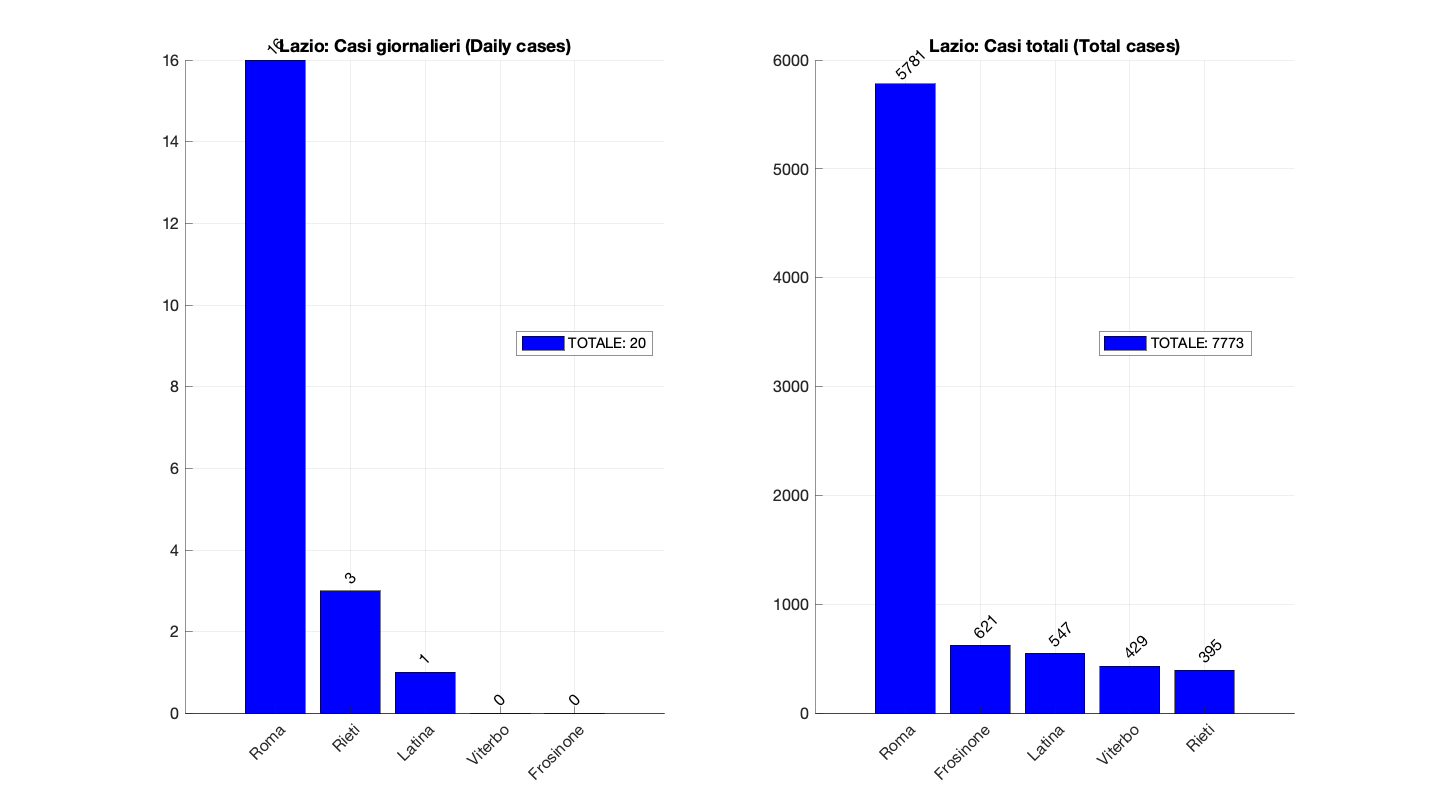 Lazio: Casi giornalieri (Daily cases)
16
16
14
12
10
8
6
4
2
0
3
1
0
0
TOTALE: 20
Roma
Rieti
Latina
Viterbo
Frosinone
Lazio: Casi totali (Total cases)
6000
5000
4000
3000
2000
1000
0
5781
621
547
429
395
TOTALE: 7773
Roma
Frosinone
Latina
Viterbo
Rieti